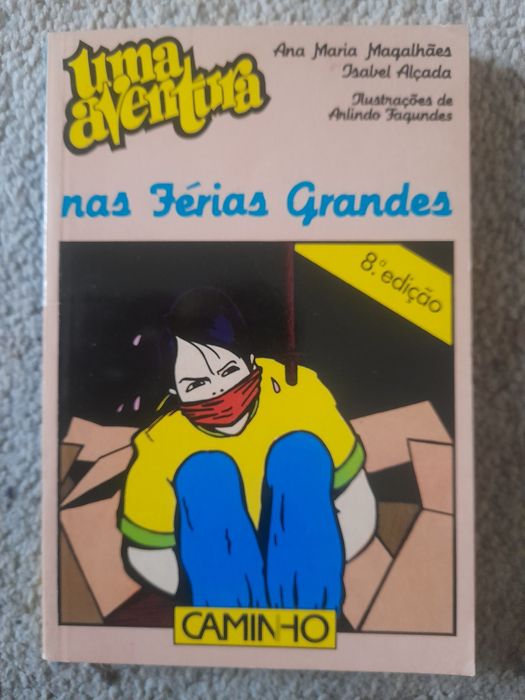 uma
aventura
Ana Maria Magalhães
Isabel Alçada
Ilustrações de
Arlindo Fagundes
nas Férias Grandes
8.ª edição
CAMINHO